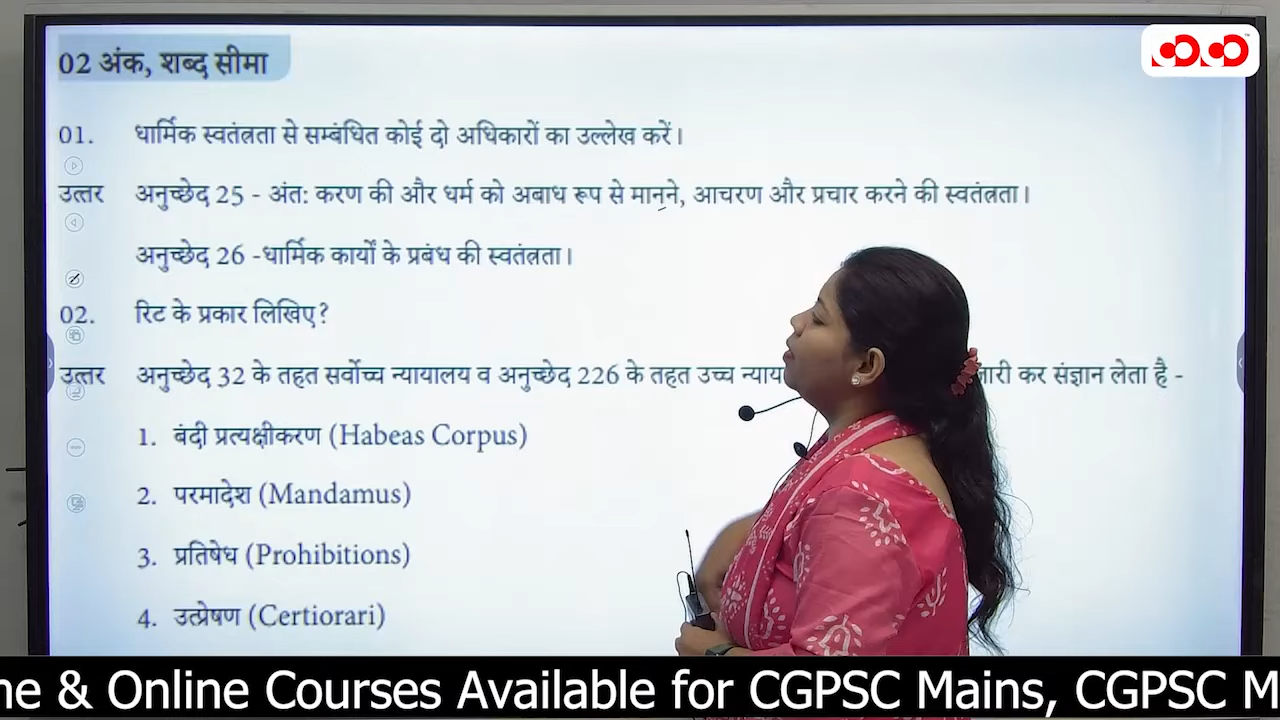 02 अंक, शब्द सीमा
01. धार्मिक स्वतंत्रता से सम्बंधित कोई दो अधिकारों का उल्लेख करें।
उत्तर अनुच्छेद 25 - अंत: करण की और धर्म को अबाध रूप से मानने, आचरण और प्रचार करने की स्वतंत्रता।
अनुच्छेद 26 -धार्मिक कार्यों के प्रबंध की स्वतंत्रता।
02. रिट के प्रकार लिखिए?
उत्तर अनुच्छेद 32 के तहत सर्वोच्च न्यायालय व अनुच्छेद 226 के तहत उच्च कर संज्ञान लेता है -
1. बंदी प्रत्यक्षीकरण (Habeas Corpus)
2. परमादेश (Mandamus)
3. प्रतिषेध (Prohibitions)
4. उत्प्रेषण (Certiorari)
ne & Online Courses Available for CGPSC Mains, CGPSC M